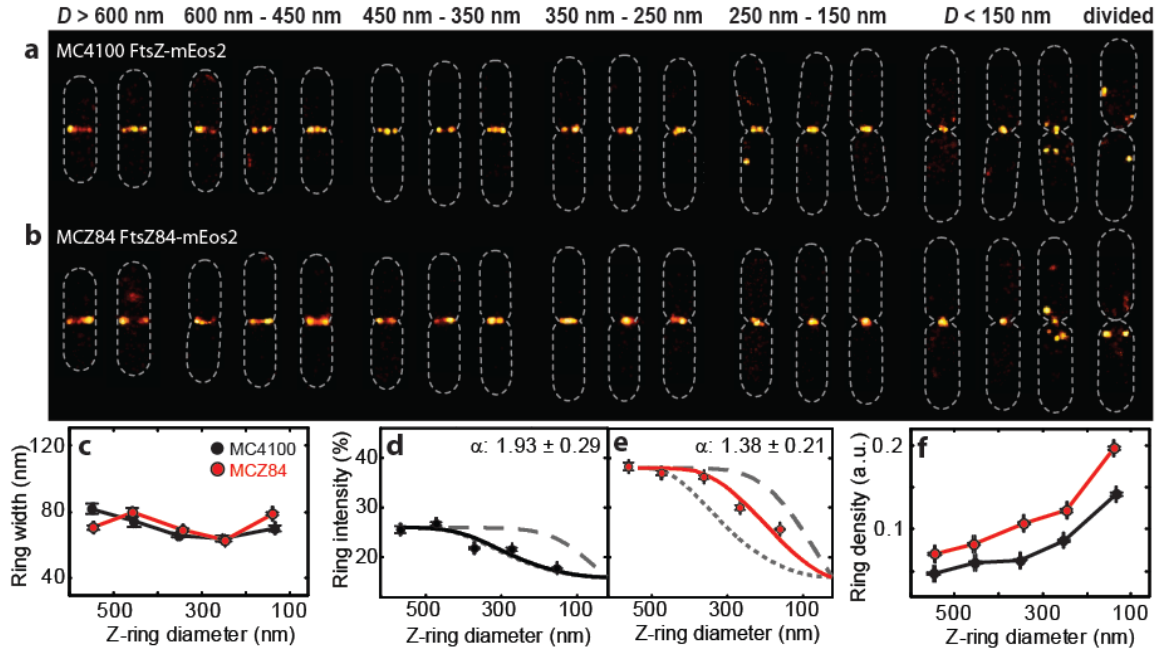 D > 600 nm 600 nm - 450 nm 450 nm - 350 nm 350 nm - 250 nm 250 nm - 150 nm D < 150 nm divided
a
MC4100 FtsZ-mEos2
b
MCZ84 FtsZ84-mEos2
c
MC4100
MCZ84
Ring width (nm)
120
80
40
500 300 100
Z-ring diameter (nm)
d
α: 1.93 ± 0.29
Ring intensity (%)
40
30
20
500 300 100
Z-ring diameter (nm)
e
α: 1.38 ± 0.21
500 300 100
Z-ring diameter (nm)
f
Ring density (a.u.)
0.2
0.1
500 300 100
Z-ring diameter (nm)